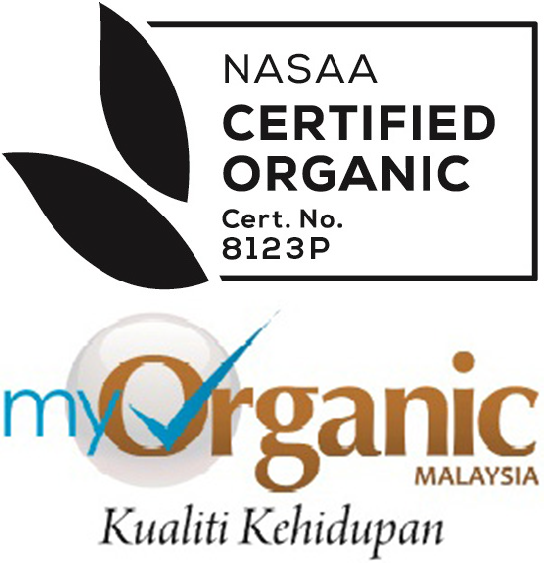 NASAA
CERTIFIED
ORGANIC
Cert. No.
8123P
myOrganic
MALAYSIA
Kualiti Kehidupan